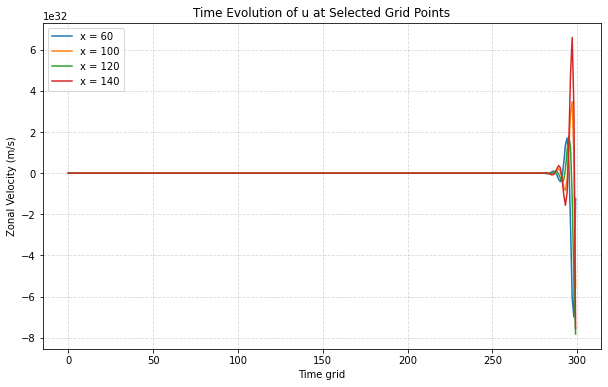 Time Evolution of u at Selected Grid Points
1e32
x = 60
x = 100
x = 120
x = 140
6
4
2
0
−2
−4
−6
−8
Zonal Velocity (m/s)
0 50 100 150 200 250 300
Time grid